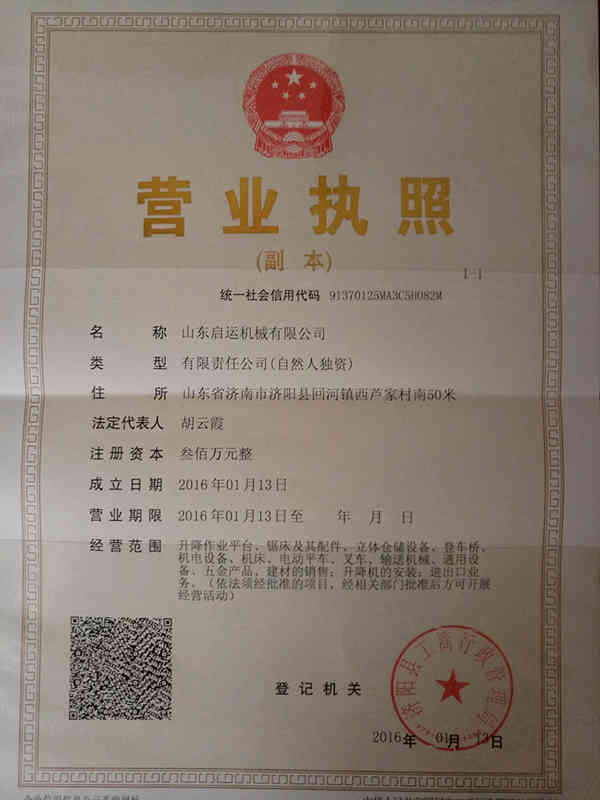 营业执照
(副本)
1-1
统一社会信用代码 91370125MA3C5H082M
名称 山东启运机械有限公司
类型 有限责任公司(自然人独资)
住所 山东省济南市济阳县回河镇西芦家村南50米
法定代表人 胡云霞
注册资本 叁佰万元整
成立日期 2016年01月13日
营业期限 2016年01月13日至 年 月 日
经营范围 升降作业平台、锯床及其配件、立体仓储设备、登车桥、
机电设备、机床、电动平车、叉车、输送机械、通用设
备、五金产品、建材的销售；升降机的安装；进出口业
务。（依法须经批准的项目，经相关部门批准后方可开展
经营活动）
济阳县工商行政管理局
登记机关
2016年 01月 13日